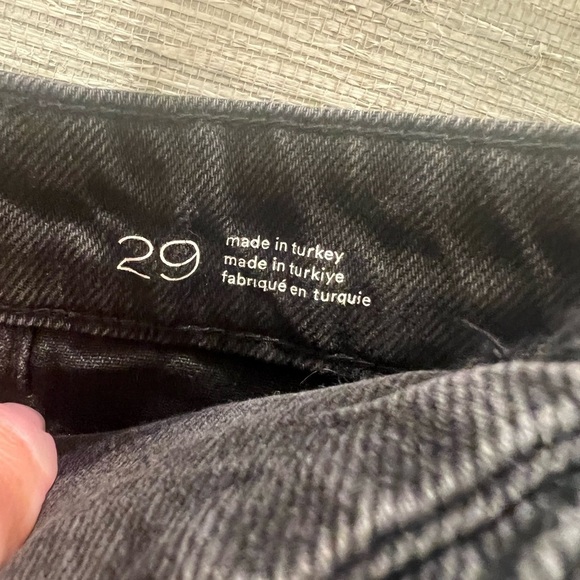 29
made in turkey
made in turkiye
fabriqué en turquie